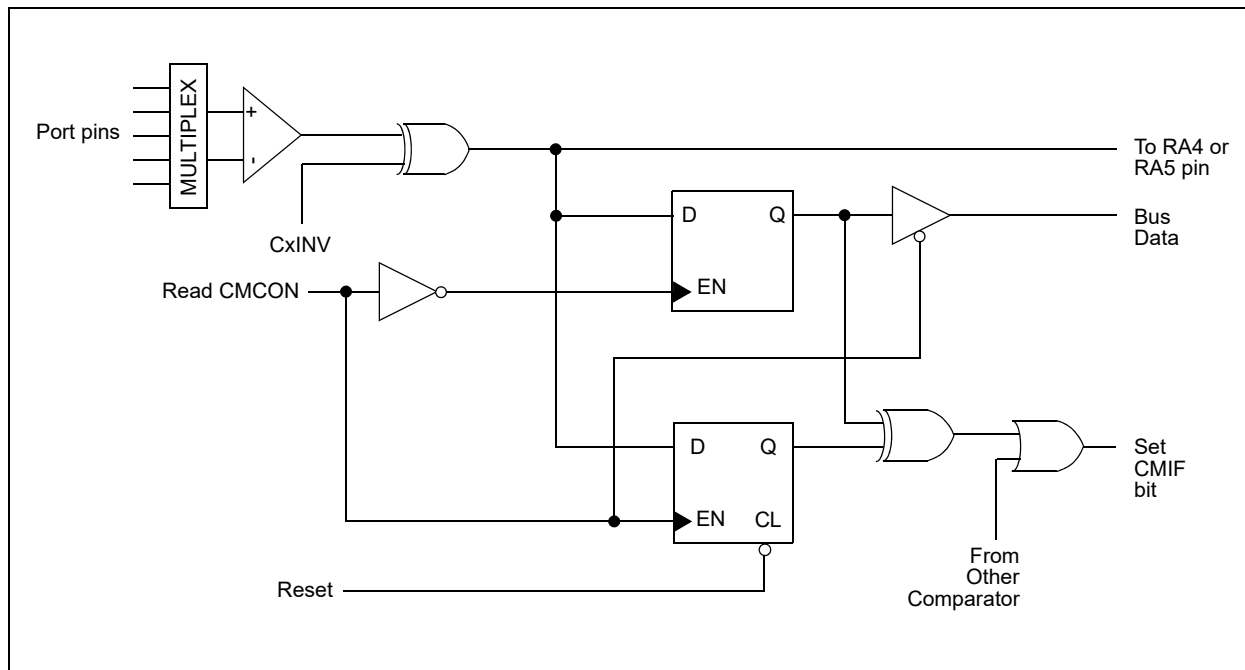 MULTIPLEX
+
-
Port pins
CxINV
To RA4 or
RA5 pin
D
Q
EN
Bus
Data
Read CMCON
D
Q
EN
CL
Set
CMIF
bit
From
Other
Comparator
Reset